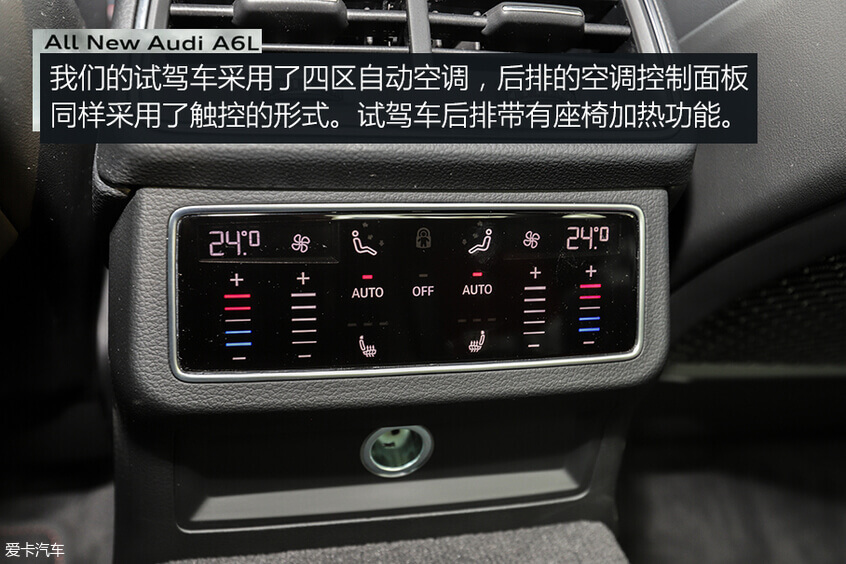 All New Audi A6L
我们的试驾车采用了四区自动空调，后排的空调控制面板
同样采用了触控的形式。试驾车后排带有座椅加热功能。
24.0 24.0
+ + + +
AUTO OFF AUTO
- - - -
爱卡汽车